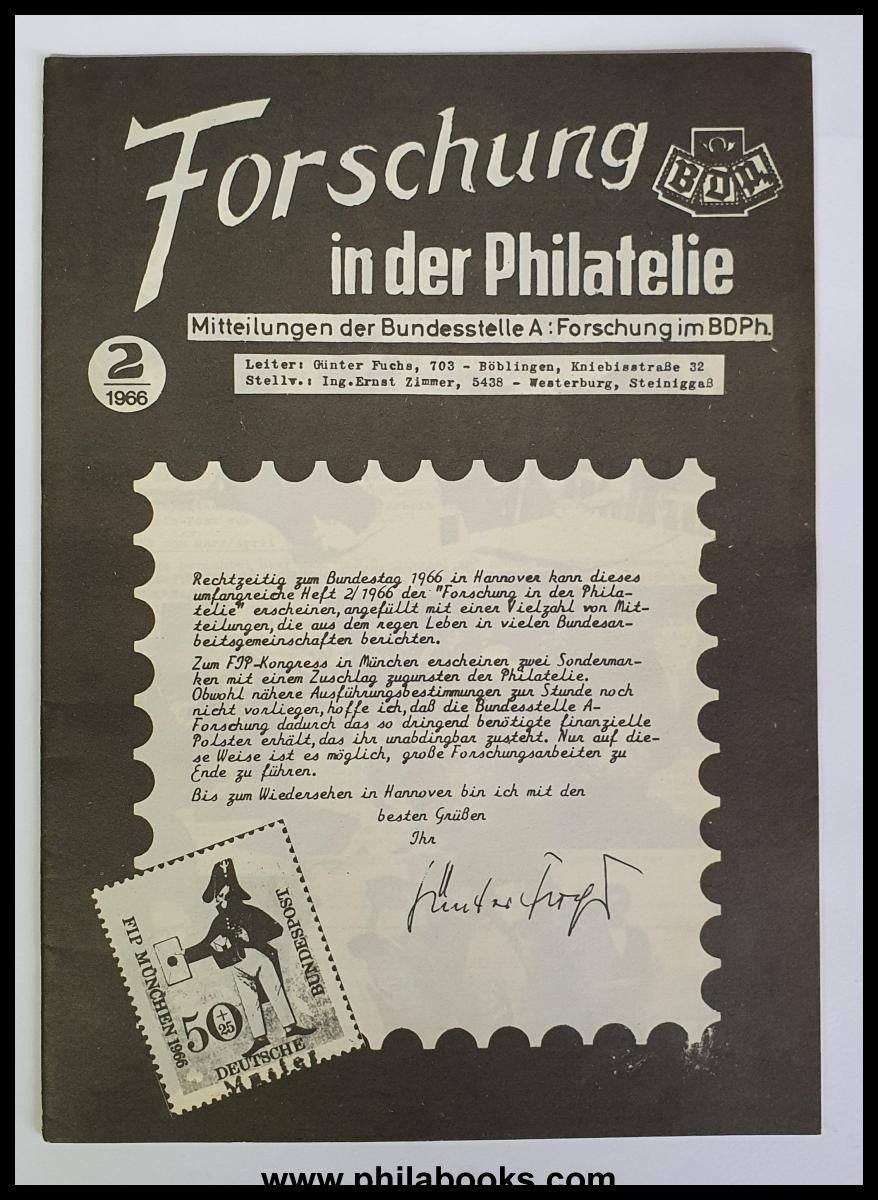 Forschung
BDPh
in der Philatelie
Mitteilungen der Bundesstelle A: Forschung im BDPh.
2
1966
Leiter: Günter Fuchs, 703 - Böblingen, Kniebisstraße 32
Stellv.: Ing.Ernst Zimmer, 5438 - Westerburg, Steiniggaß
Rechtzeitig zum Bundestag 1966 in Hannover kann dieses
umfangreiche Heft 2/1966 der "Forschung in der Phila-
telie" erscheinen, angefüllt mit einer Vielzahl von Mit-
teilungen, die aus dem regen Leben in vielen Bundesar-
beitsgemeinschaften berichten.
Zum FIP-Kongress in München erscheinen zwei Sondermar-
ken mit einem Zuschlag zugunsten der Philatelie.
Obwohl nähere Ausführungsbestimmungen zur Stunde noch
nicht vorliegen, hoffe ich, daß die Bundesstelle A-
Forschung dadurch das so dringend benötigte finanzielle
Polster erhält, das ihr unabdingbar zusteht. Nur auf die-
se Weise ist es möglich, große Forschungsarbeiten zu
Ende zu führen.
Bis zum Wiedersehen in Hannover bin ich mit den
besten Grüßen
Ihr
Günter Fuchs
FIP MÜNCHEN 1966
50
+25
DEUTSCHE
BUNDESPOST
Muster
www.philabooks.com